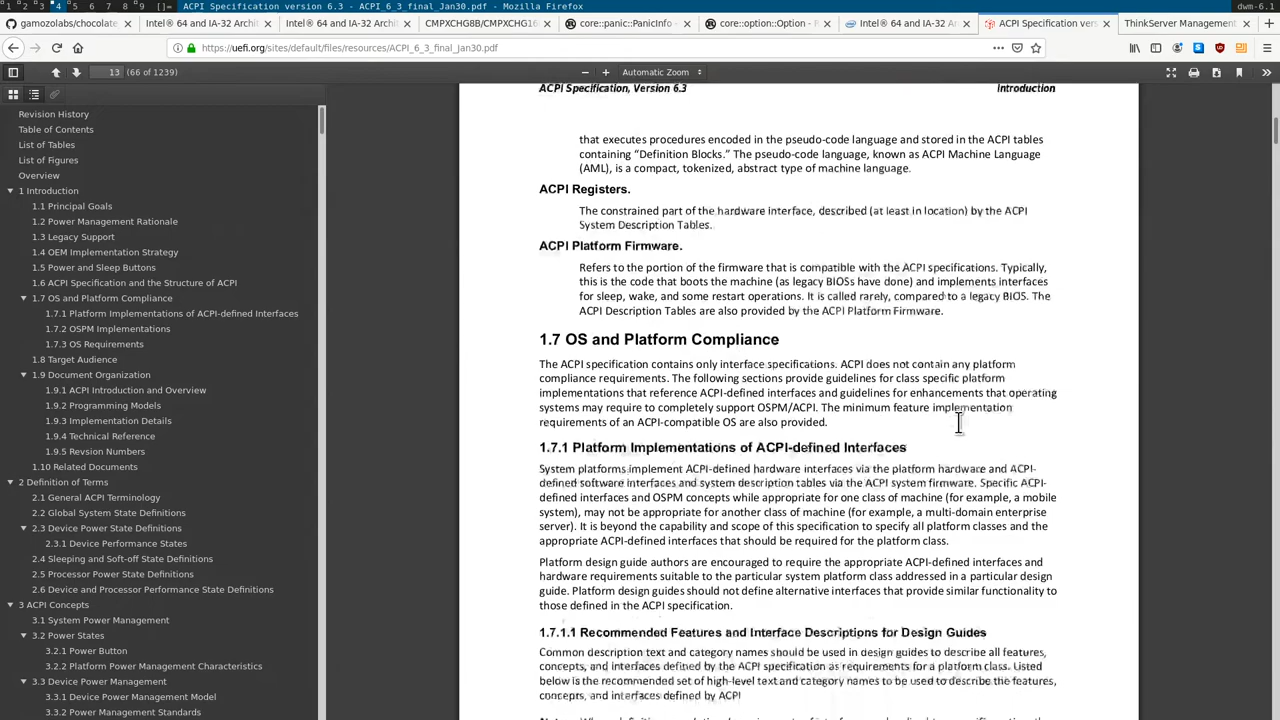 1 2 3 4 5 6 7 8 9 []= ACPI Specification version 6.3 - ACPI_6_3_final_Jan30.pdf - Mozilla Firefox dwm-6.1
gamozolabs/chocolate Intel® 64 and IA-32 Archit Intel® 64 and IA-32 Archit CMPXCHG8B/CMPXCHG16 core::panic::PanicInfo - core::option::Option - R Intel® 64 and IA-32 Ar ACPI Specification vers ThinkServer Management
https://uefi.org/sites/default/files/resources/ACPI_6_3_final_Jan30.pdf
13 (66 of 1239) Automatic Zoom
Revision History
Table of Contents
List of Tables
List of Figures
Overview
1 Introduction
1.1 Principal Goals
1.2 Power Management Rationale
1.3 Legacy Support
1.4 OEM Implementation Strategy
1.5 Power and Sleep Buttons
1.6 ACPI Specification and the Structure of ACPI
1.7 OS and Platform Compliance
1.7.1 Platform Implementations of ACPI-defined Interfaces
1.7.2 OSPM Implementations
1.7.3 OS Requirements
1.8 Target Audience
1.9 Document Organization
1.9.1 ACPI Introduction and Overview
1.9.2 Programming Models
1.9.3 Implementation Details
1.9.4 Technical Reference
1.9.5 Revision Numbers
1.10 Related Documents
2 Definition of Terms
2.1 General ACPI Terminology
2.2 Global System State Definitions
2.3 Device Power State Definitions
2.3.1 Device Performance States
2.4 Sleeping and Soft-off State Definitions
2.5 Processor Power State Definitions
2.6 Device and Processor Performance State Definitions
3 ACPI Concepts
3.1 System Power Management
3.2 Power States
3.2.1 Power Button
3.2.2 Platform Power Management Characteristics
3.3 Device Power Management
3.3.1 Device Power Management Model
3.3.2 Power Management Standards
ACPI Specification, Version 6.3 Introduction
that executes procedures encoded in the pseudo-code language and stored in the ACPI tables
containing “Definition Blocks.” The pseudo-code language, known as ACPI Machine Language
(AML), is a compact, tokenized, abstract type of machine language.
ACPI Registers.
The constrained part of the hardware interface, described (at least in location) by the ACPI
System Description Tables.
ACPI Platform Firmware.
Refers to the portion of the firmware that is compatible with the ACPI specifications. Typically,
this is the code that boots the machine (as legacy BIOSs have done) and implements interfaces
for sleep, wake, and some restart operations. It is called rarely, compared to a legacy BIOS. The
ACPI Description Tables are also provided by the ACPI Platform Firmware.
1.7 OS and Platform Compliance
The ACPI specification contains only interface specifications. ACPI does not contain any platform
compliance requirements. The following sections provide guidelines for class specific platform
implementations that reference ACPI-defined interfaces and guidelines for enhancements that operating
systems may require to completely support OSPM/ACPI. The minimum feature implementation
requirements of an ACPI-compatible OS are also provided.
1.7.1 Platform Implementations of ACPI-defined Interfaces
System platforms implement ACPI-defined hardware interfaces via the platform hardware and ACPI-
defined software interfaces and system description tables via the ACPI system firmware. Specific ACPI-
defined interfaces and OSPM concepts while appropriate for one class of machine (for example, a mobile
system), may not be appropriate for another class of machine (for example, a multi-domain enterprise
server). It is beyond the capability and scope of this specification to specify all platform classes and the
appropriate ACPI-defined interfaces that should be required for the platform class.
Platform design guide authors are encouraged to require the appropriate ACPI-defined interfaces and
hardware requirements suitable to the particular system platform class addressed in a particular design
guide. Platform design guides should not define alternative interfaces that provide similar functionality to
those defined in the ACPI specification.
1.7.1.1 Recommended Features and Interface Descriptions for Design Guides
Common description text and category names should be used in design guides to describe all features,
concepts, and interfaces defined by the ACPI specification as requirements for a platform class. Listed
below is the recommended set of high-level text and category names to be used to describe the features,
concepts, and interfaces defined by ACPI